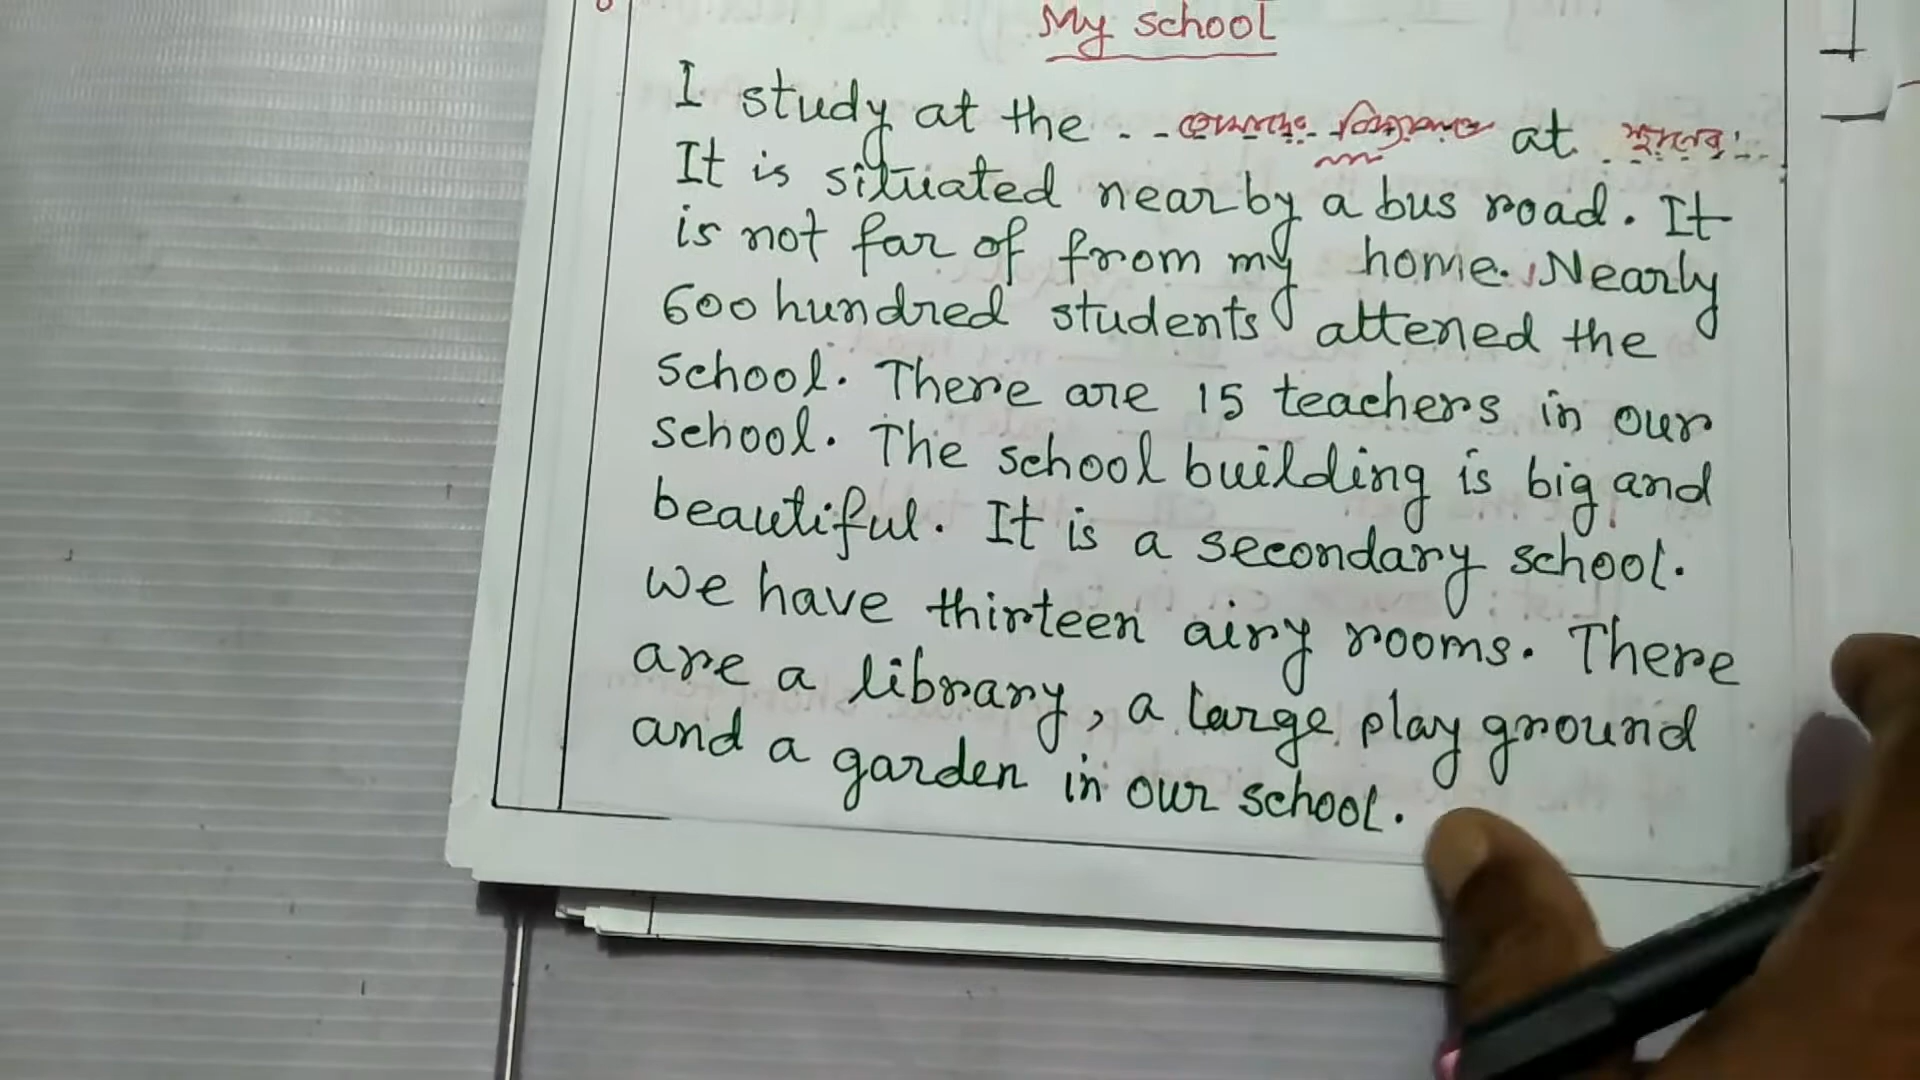 My school
I study at the . - - - - at . . . . .
It is situated near by a bus road. It
is not far of from my home. Nearly
600 hundred students attened the
school. There are 15 teachers in our
school. The school building is big and
beautiful. It is a secondary school.
We have thirteen airy rooms. There
are a library, a large play ground
and a garden in our school.